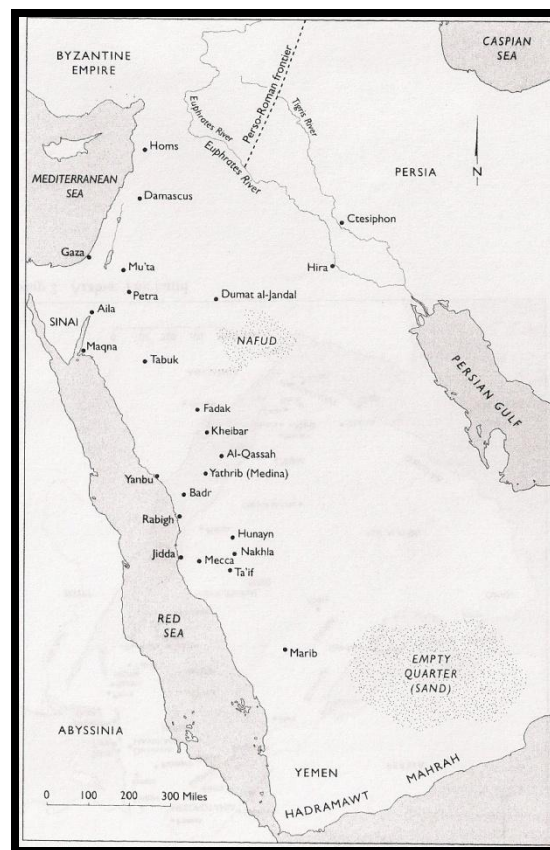 BYZANTINE
EMPIRE
CASPIAN
SEA
Perso-Roman frontier
Euphrates River
Tigris River
Euphrates River
Homs
PERSIA
N
MEDITERRANEAN
SEA
Damascus
Ctesiphon
Gaza
Mu'ta
Hira
Petra
Dumat al-Jandal
Aila
SINAI
NAFUD
Maqna
Tabuk
PERSIAN GULF
Fadak
Kheibar
Al-Qassah
Yathrib (Medina)
Yanbu
Badr
Rabigh
Hunayn
Nakhla
Jidda
Mecca
Ta'if
RED
SEA
Marib
EMPTY
QUARTER
(SAND)
ABYSSINIA
YEMEN
MAHRAH
HADRAMAWT
0 100 200 300 Miles